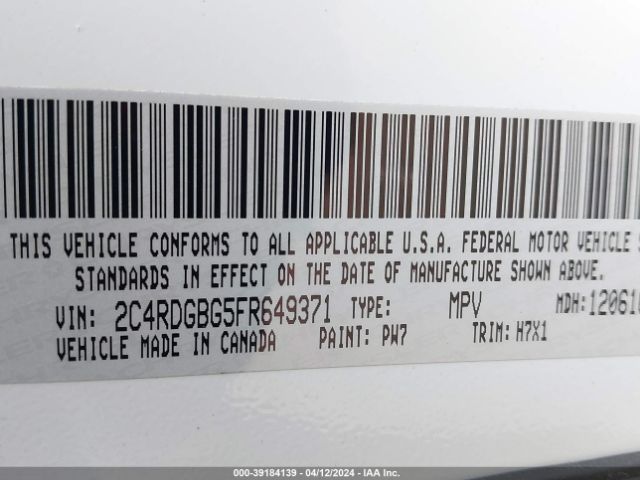 THIS VEHICLE CONFORMS TO ALL APPLICABLE U.S.A. FEDERAL MOTOR VEHICLE
STANDARDS IN EFFECT ON THE DATE OF MANUFACTURE SHOWN ABOVE.
VIN: 2C4RDGBG5FR649371 TYPE: MPV MDH:12061
VEHICLE MADE IN CANADA PAINT: PW7 TRIM: H7X1
000-39184139 - 04/12/2024 - IAA Inc.